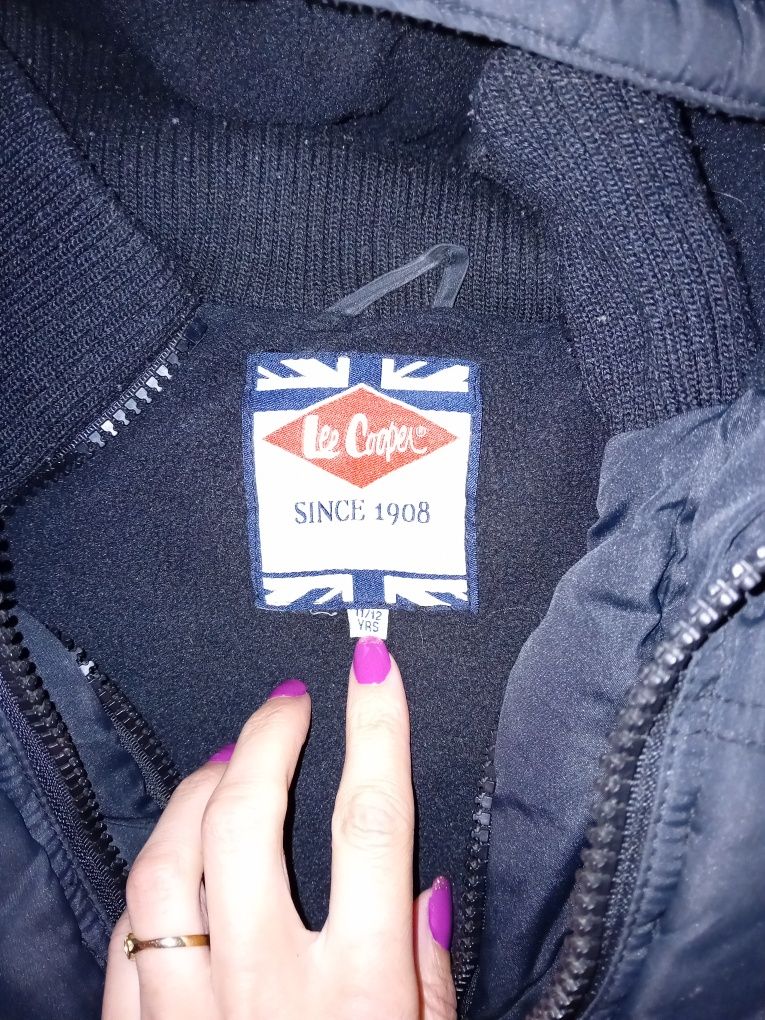 Lee Cooper®
SINCE 1908
11/12
YRS